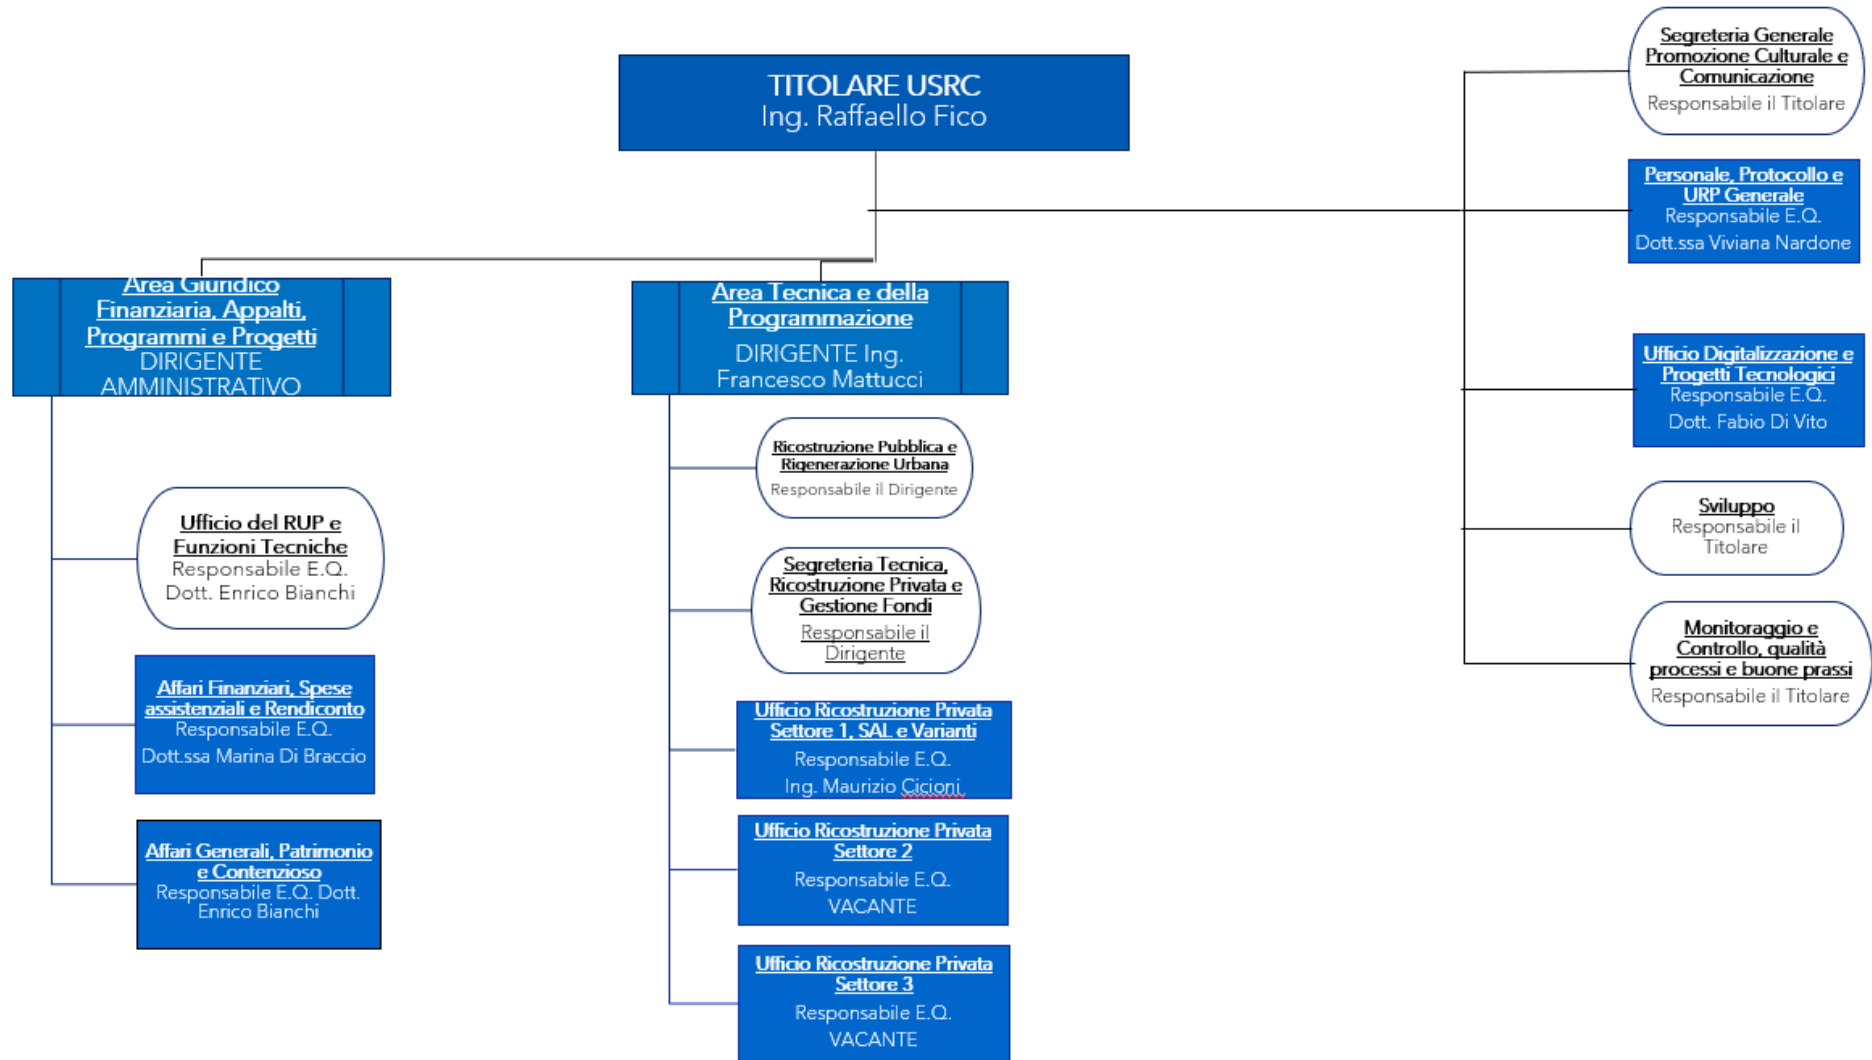 TITOLARE USRC
Ing. Raffaello Fico
Segreteria Generale
Promozione Culturale e
Comunicazione
Responsabile il Titolare
Personale, Protocollo e
URP Generale
Responsabile E.Q.
Dott.ssa Viviana Nardone
Ufficio Digitalizzazione e
Progetti Tecnologici
Responsabile E.Q.
Dott. Fabio Di Vito
Sviluppo
Responsabile il
Titolare
Monitoraggio e
Controllo, qualità
processi e buone prassi
Responsabile il Titolare
Area Giuridico
Finanziaria, Appalti,
Programmi e Progetti
DIRIGENTE
AMMINISTRATIVO
Ufficio del RUP e
Funzioni Tecniche
Responsabile E.Q.
Dott. Enrico Bianchi
Affari Finanziari, Spese
assistenziali e Rendiconto
Responsabile E.Q.
Dott.ssa Marina Di Braccio
Affari Generali, Patrimonio
e Contenzioso
Responsabile E.Q. Dott.
Enrico Bianchi
Area Tecnica e della
Programmazione
DIRIGENTE Ing.
Francesco Mattucci
Ricostruzione Pubblica e
Rigenerazione Urbana
Responsabile il Dirigente
Segreteria Tecnica,
Ricostruzione Privata e
Gestione Fondi
Responsabile il
Dirigente
Ufficio Ricostruzione Privata
Settore 1, SAL e Varianti
Responsabile E.Q.
Ing. Maurizio Cicioni
Ufficio Ricostruzione Privata
Settore 2
Responsabile E.Q.
VACANTE
Ufficio Ricostruzione Privata
Settore 3
Responsabile E.Q.
VACANTE